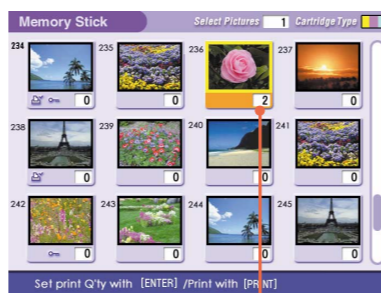 Memory Stick Select Pictures 1 Cartridge Type
234 235 236 237
0 0 2 0
238 239 240 241
0 0 0 0
242 243 244 245
0 0 0 0
Set print Q'ty with [ENTER] /Print with [PRINT]